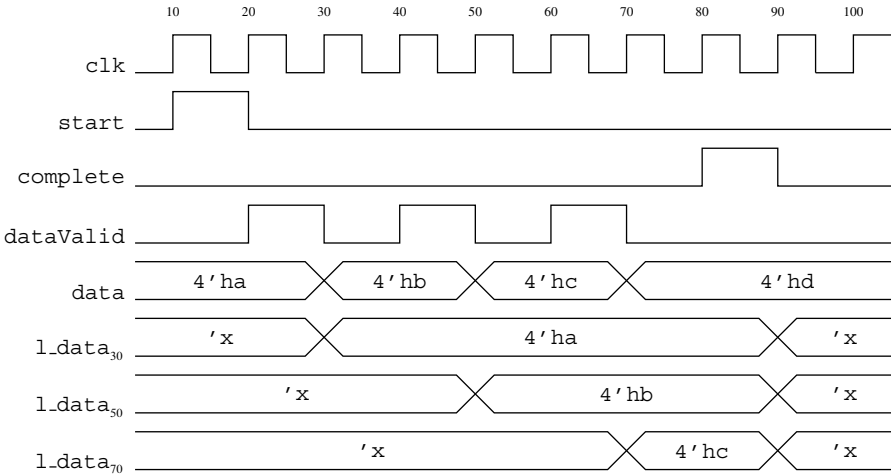 10 20 30 40 50 60 70 80 90 100
clk
start
complete
dataValid
data 4'ha 4'hb 4'hc 4'hd
l_data30 'x 4'ha 'x
l_data50 'x 4'hb 'x
l_data70 'x 4'hc 'x